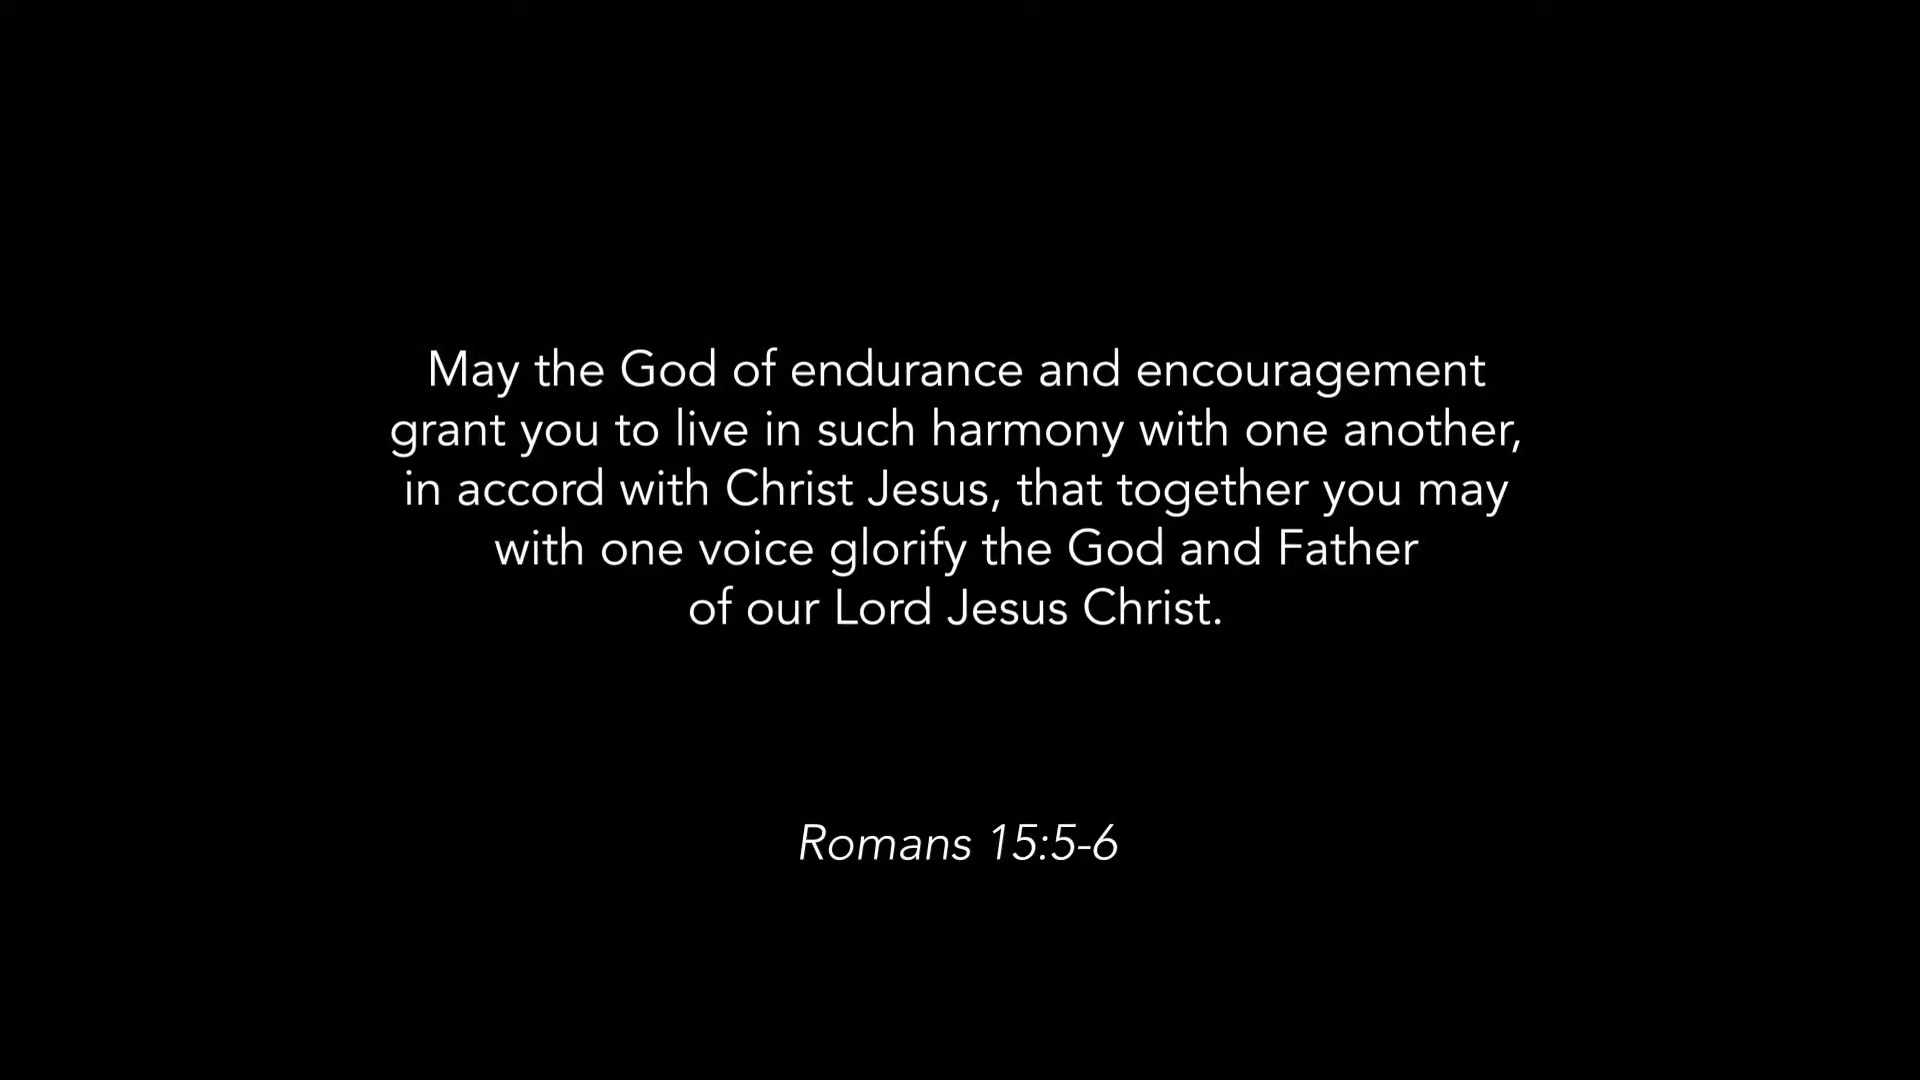 May the God of endurance and encouragement
grant you to live in such harmony with one another,
in accord with Christ Jesus, that together you may
with one voice glorify the God and Father
of our Lord Jesus Christ.
Romans 15:5-6